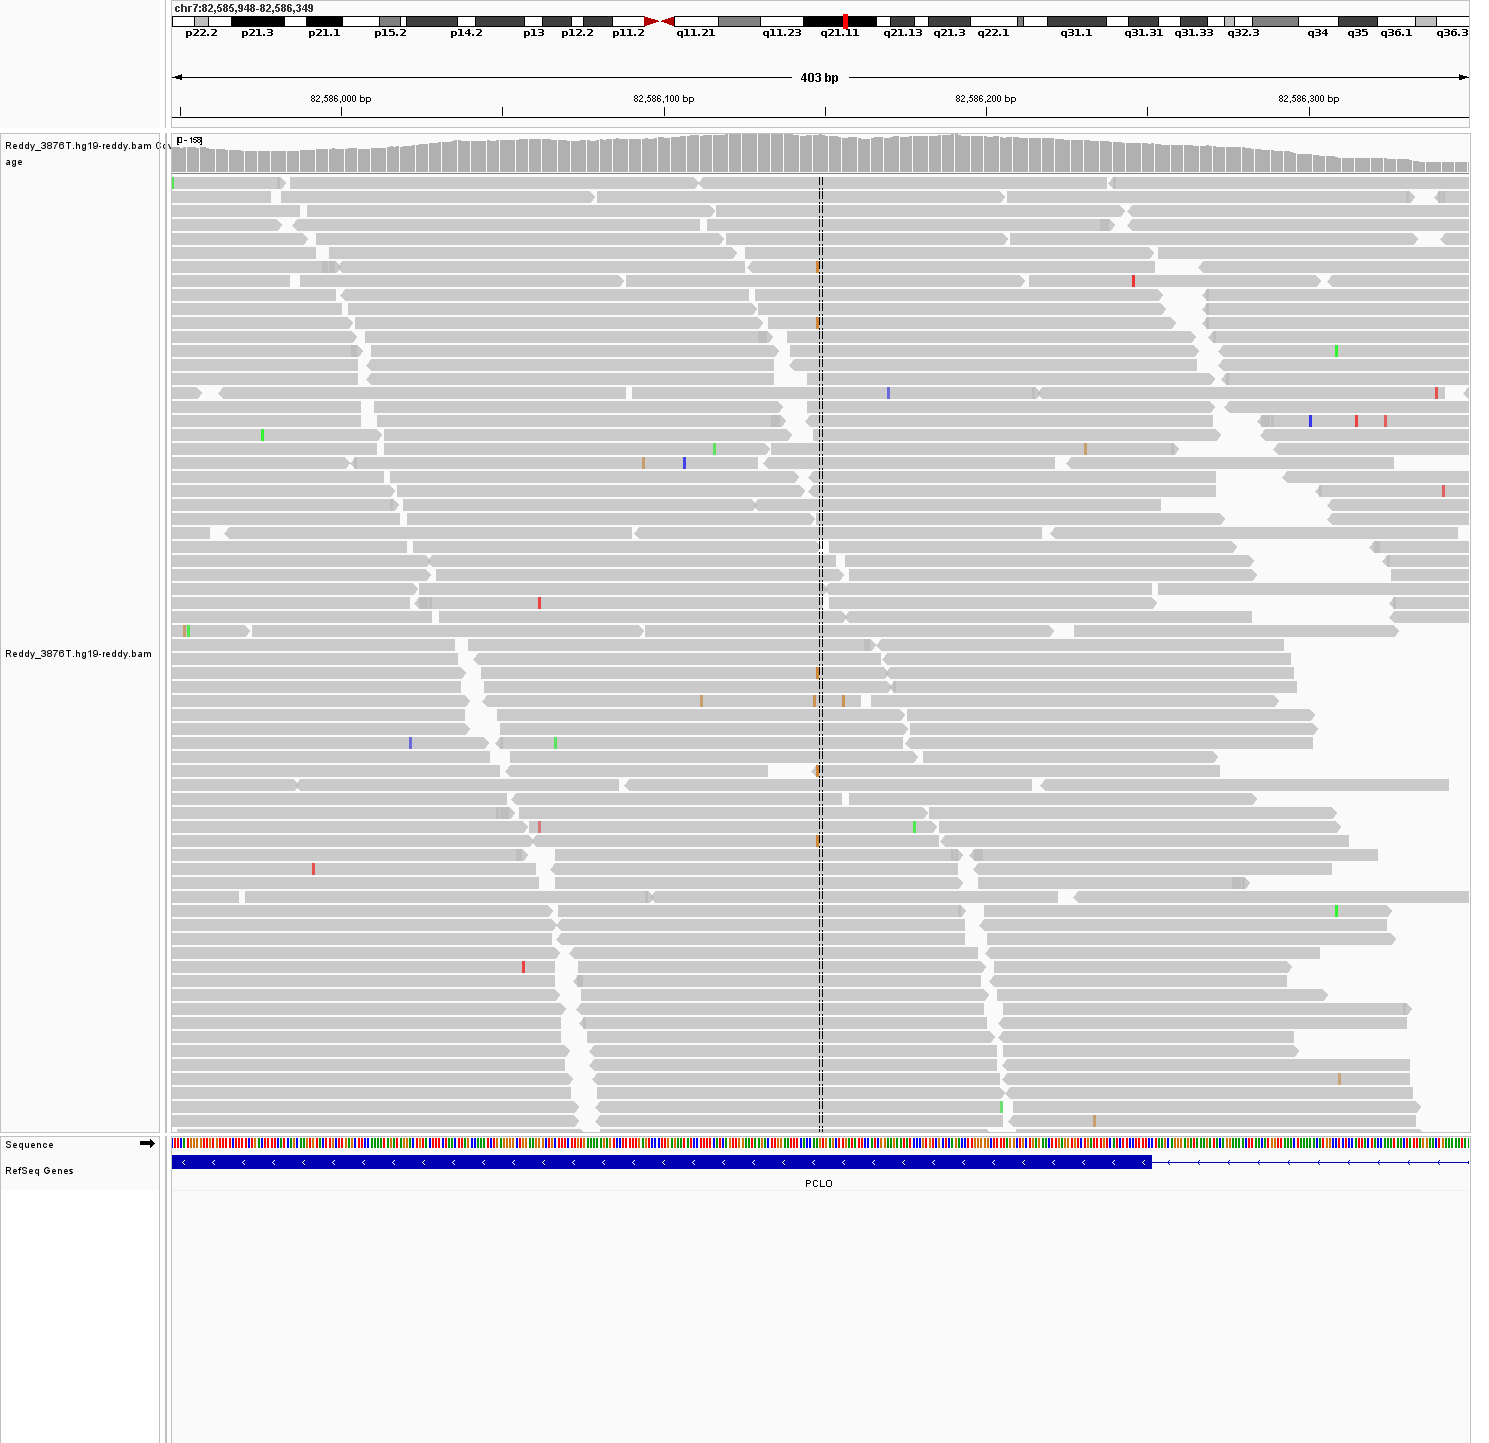 chr7:82,585,948-82,586,349
p22.2 p21.3 p21.1 p15.2 p14.2 p13 p12.2 p11.2 q11.21 q11.23 q21.11 q21.13 q21.3 q22.1 q31.1 q31.31 q31.33 q32.3 q34 q35 q36.1 q36.3
403 bp
82,586,000 bp 82,586,100 bp 82,586,200 bp 82,586,300 bp
[0 - 158]
Reddy_3876T.hg19-reddy.bam Cov
age
Reddy_3876T.hg19-reddy.bam
Sequence
RefSeq Genes
PCLO